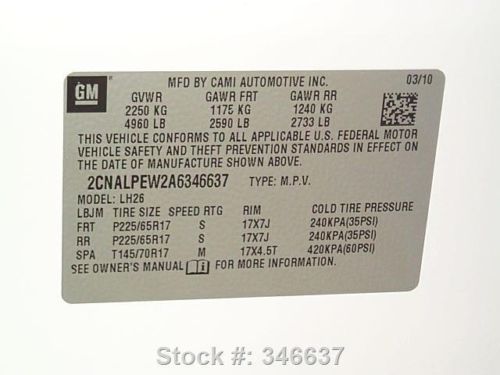 GM
MFD BY CAMI AUTOMOTIVE INC.
03/10
GVWR GAWR FRT GAWR RR
2250 KG 1175 KG 1240 KG
4960 LB 2590 LB 2733 LB
THIS VEHICLE CONFORMS TO ALL APPLICABLE U.S. FEDERAL MOTOR
VEHICLE SAFETY AND THEFT PREVENTION STANDARDS IN EFFECT ON
THE DATE OF MANUFACTURE SHOWN ABOVE.
2CNALPEW2A6346637 TYPE: M.P.V.
MODEL: LH26
LBJM TIRE SIZE SPEED RTG RIM COLD TIRE PRESSURE
FRT P225/65R17 S 17X7J 240KPA(35PSI)
RR P225/65R17 S 17X7J 240KPA(35PSI)
SPA T145/70R17 M 17X4.5T 420KPA(60PSI)
SEE OWNER'S MANUAL FOR MORE INFORMATION.
Stock #: 346637